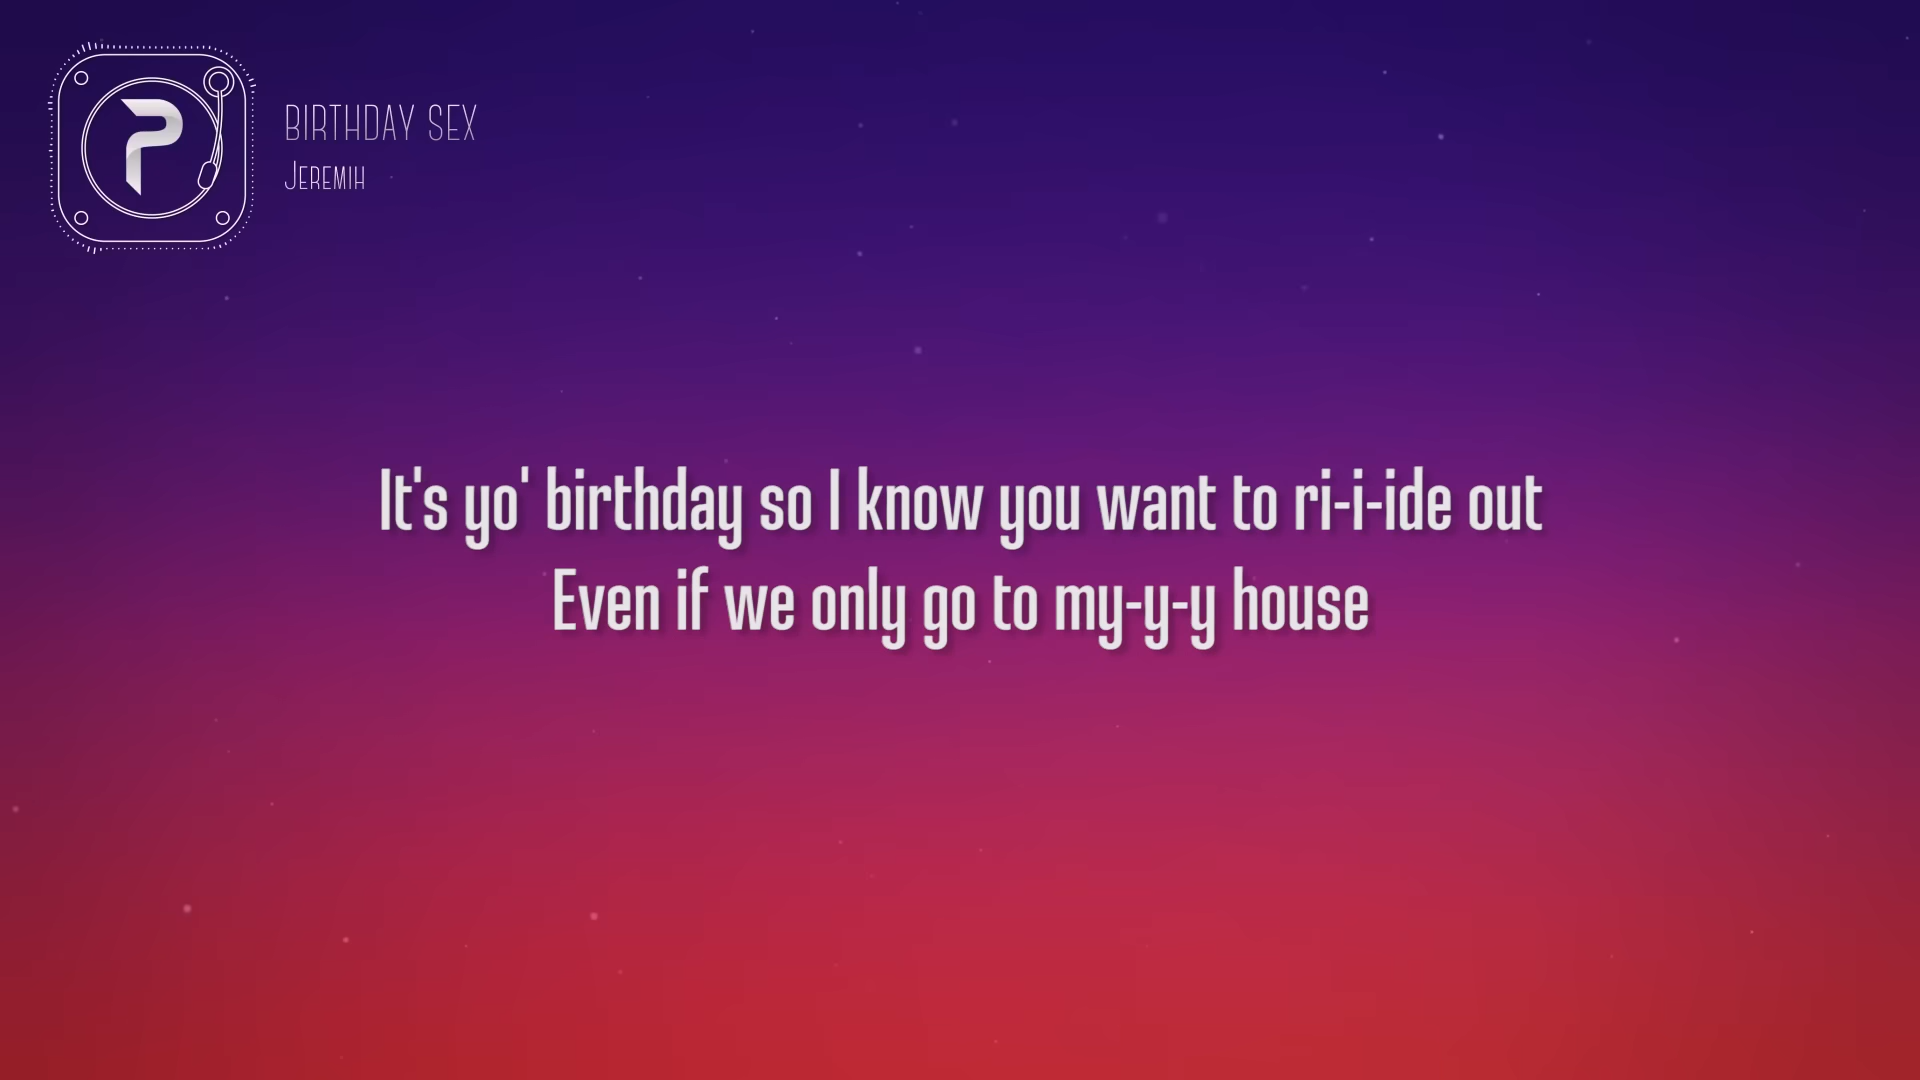 BIRTHDAY SEX
JEREMIH
It's yo' birthday so I know you want to ri-i-ide out
Even if we only go to my-y-y house